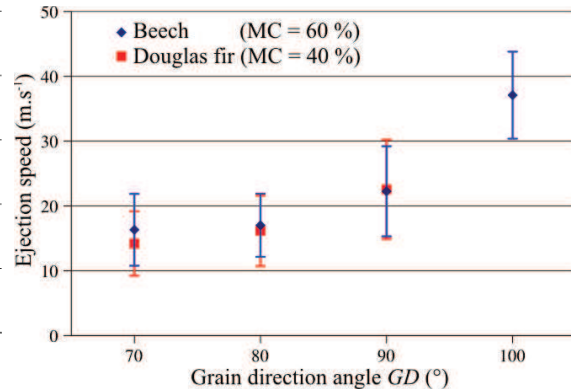 50
Beech (MC = 60 %)
Douglas fir (MC = 40 %)
40
30
20
10
0
Ejection speed (m.s⁻¹)
70 80 90 100
Grain direction angle GD (°)